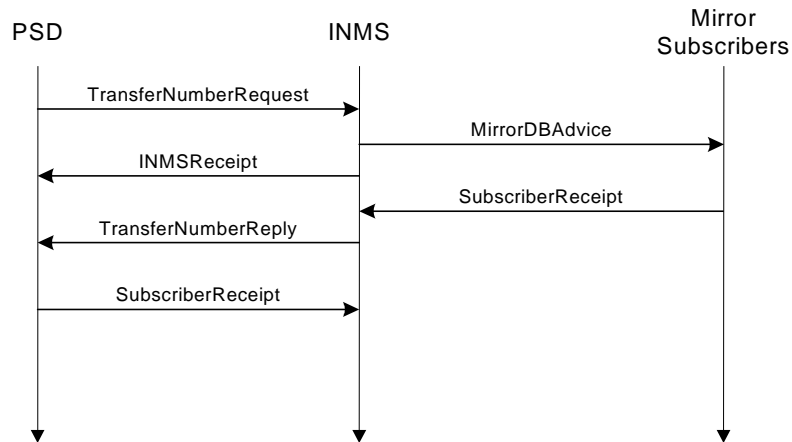 PSD
INMS
Mirror
Subscribers
TransferNumberRequest
MirrorDBAdvice
INMSReceipt
SubscriberReceipt
TransferNumberReply
SubscriberReceipt